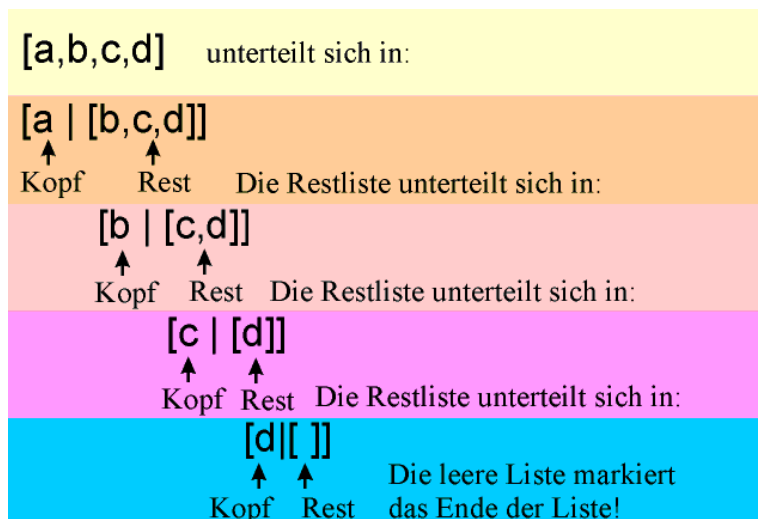 [a,b,c,d] unterteilt sich in:
[a | [b,c,d]]
Kopf Rest Die Restliste unterteilt sich in:
[b | [c,d]]
Kopf Rest Die Restliste unterteilt sich in:
[c | [d]]
Kopf Rest Die Restliste unterteilt sich in:
[d|[ ]]
Die leere Liste markiert
Kopf Rest das Ende der Liste!